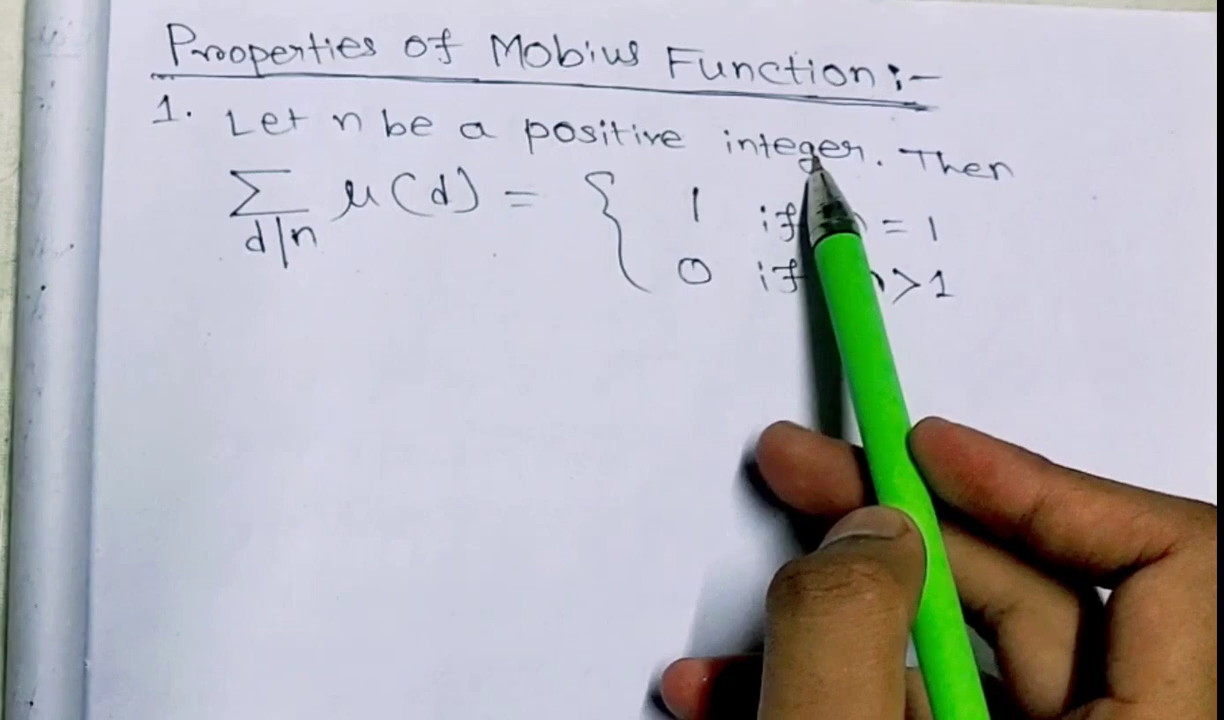 Properties of Mobius Function :-
1. Let n be a positive integer. Then
∑ μ(d) = { 1 if = 1
d|n 0 if >1